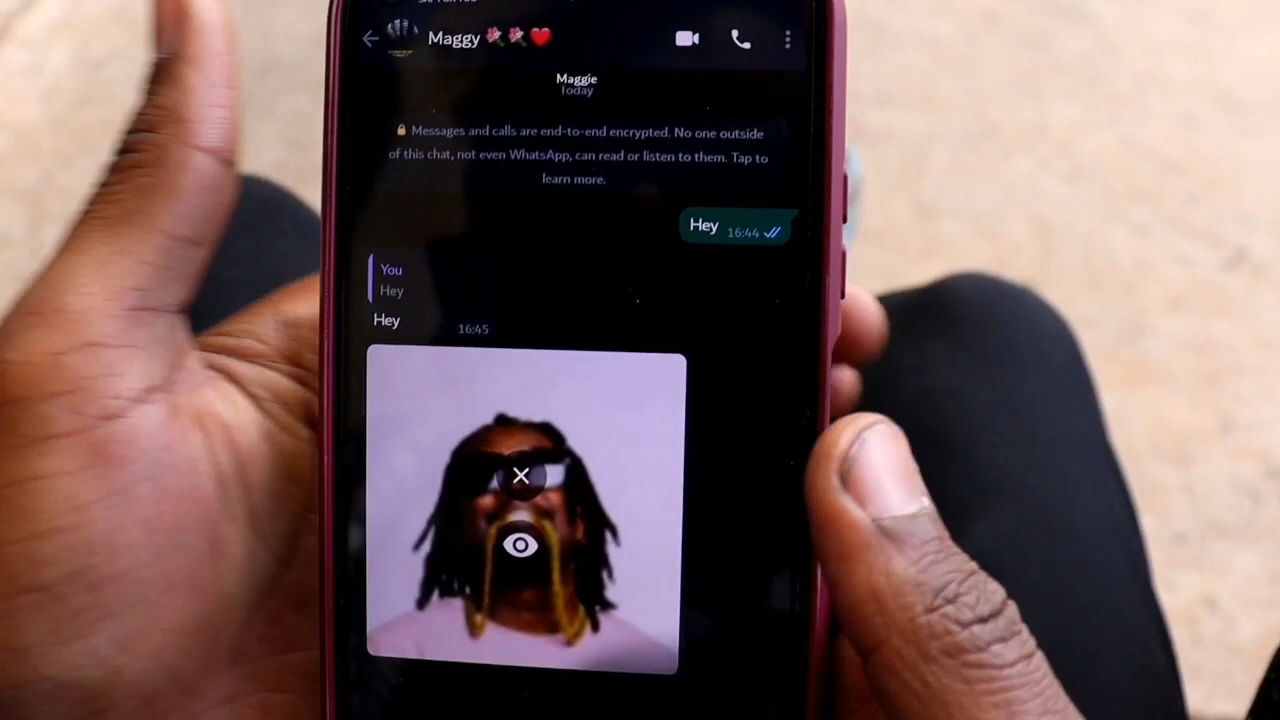 Maggy 💐💐❤️
Maggie
Today
🔒 Messages and calls are end-to-end encrypted. No one outside
of this chat, not even WhatsApp, can read or listen to them. Tap to
learn more.
Hey 16:44
You
Hey
Hey 16:45